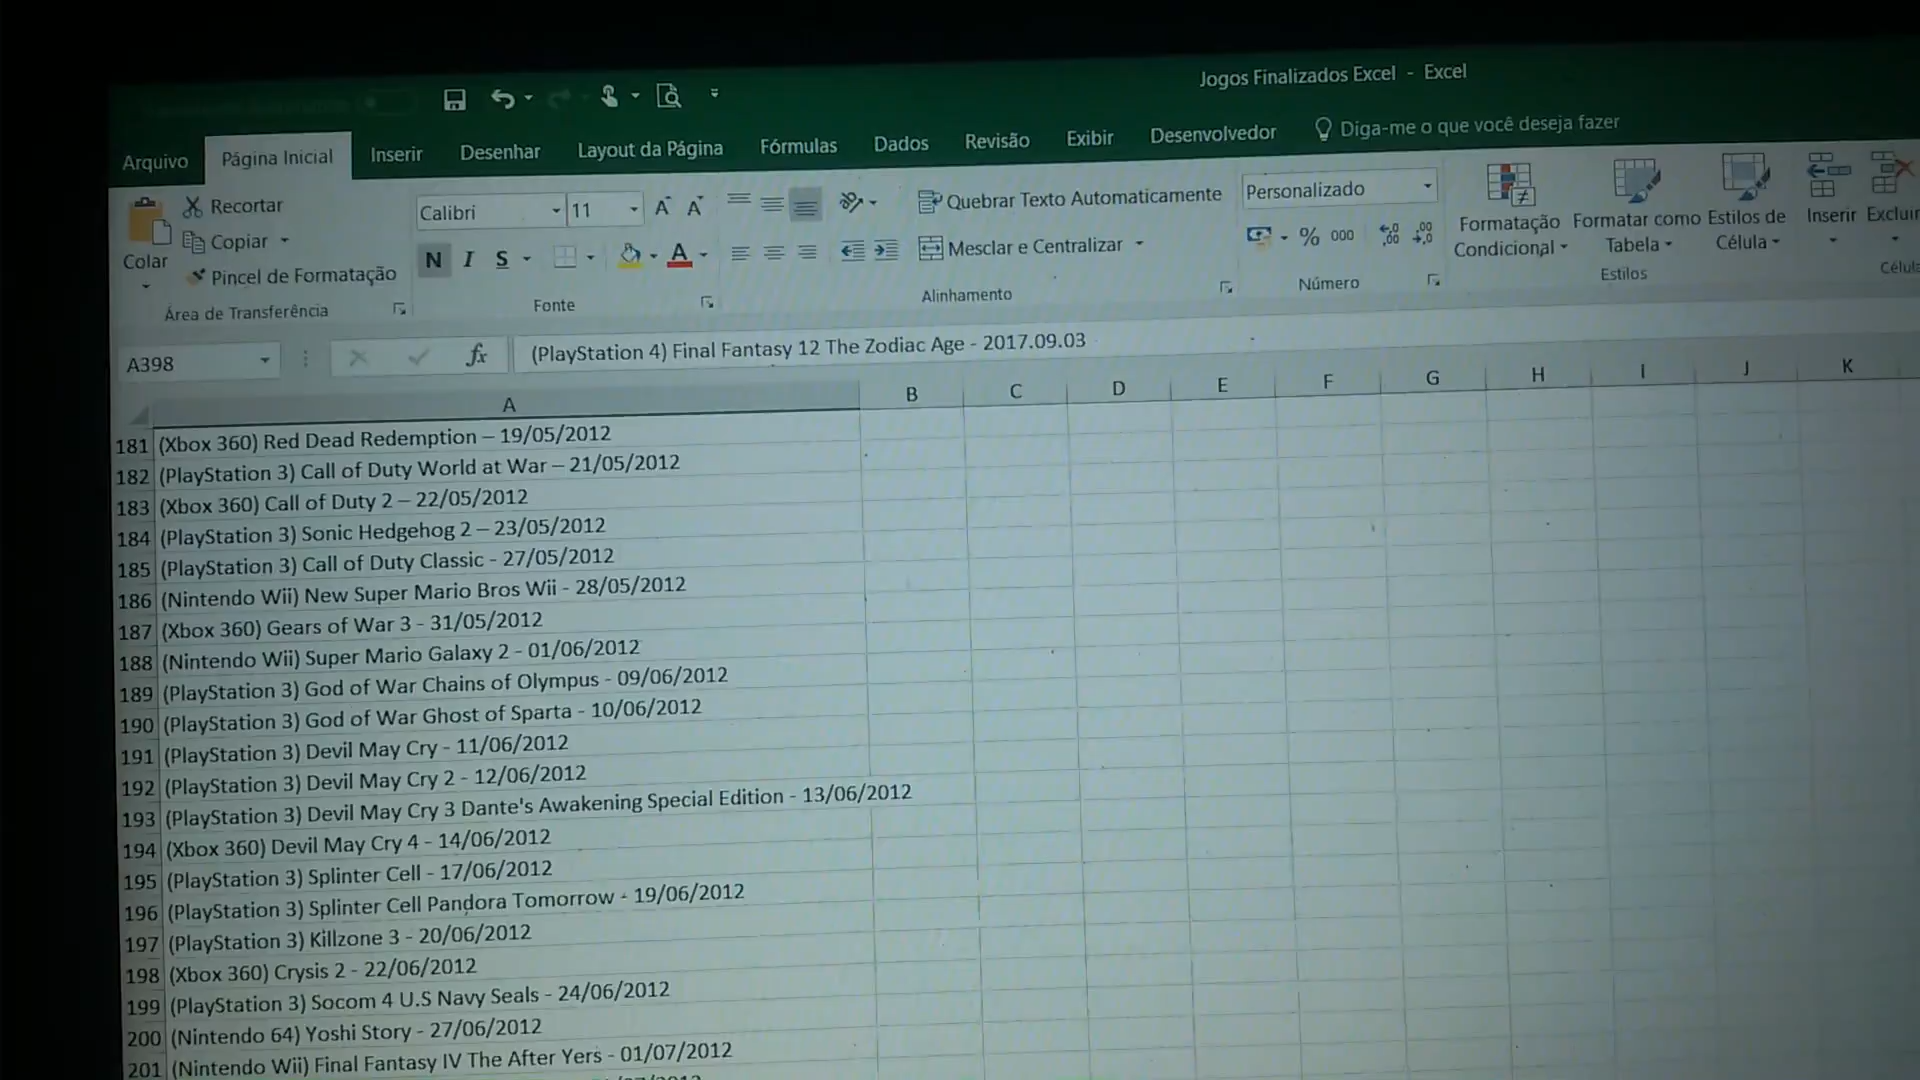 Jogos Finalizados Excel - Excel
Arquivo Página Inicial Inserir Desenhar Layout da Página Fórmulas Dados Revisão Exibir Desenvolvedor Diga-me o que você deseja fazer
Colar
Recortar
Copiar
Pincel de Formatação
Área de Transferência
Calibri 11
N I S
Fonte
Quebrar Texto Automaticamente
Mesclar e Centralizar
Alinhamento
Personalizado
% 000
Número
Formatação Condicional
Formatar como Tabela
Estilos de Célula
Estilos
Inserir
Excluir
A398 fx (PlayStation 4) Final Fantasy 12 The Zodiac Age - 2017.09.03
A B C D E F G H I J K
181 (Xbox 360) Red Dead Redemption – 19/05/2012
182 (PlayStation 3) Call of Duty World at War – 21/05/2012
183 (Xbox 360) Call of Duty 2 – 22/05/2012
184 (PlayStation 3) Sonic Hedgehog 2 – 23/05/2012
185 (PlayStation 3) Call of Duty Classic - 27/05/2012
186 (Nintendo Wii) New Super Mario Bros Wii - 28/05/2012
187 (Xbox 360) Gears of War 3 - 31/05/2012
188 (Nintendo Wii) Super Mario Galaxy 2 - 01/06/2012
189 (PlayStation 3) God of War Chains of Olympus - 09/06/2012
190 (PlayStation 3) God of War Ghost of Sparta - 10/06/2012
191 (PlayStation 3) Devil May Cry - 11/06/2012
192 (PlayStation 3) Devil May Cry 2 - 12/06/2012
193 (PlayStation 3) Devil May Cry 3 Dante's Awakening Special Edition - 13/06/2012
194 (Xbox 360) Devil May Cry 4 - 14/06/2012
195 (PlayStation 3) Splinter Cell - 17/06/2012
196 (PlayStation 3) Splinter Cell Pandora Tomorrow - 19/06/2012
197 (PlayStation 3) Killzone 3 - 20/06/2012
198 (Xbox 360) Crysis 2 - 22/06/2012
199 (PlayStation 3) Socom 4 U.S Navy Seals - 24/06/2012
200 (Nintendo 64) Yoshi Story - 27/06/2012
201 (Nintendo Wii) Final Fantasy IV The After Yers - 01/07/2012